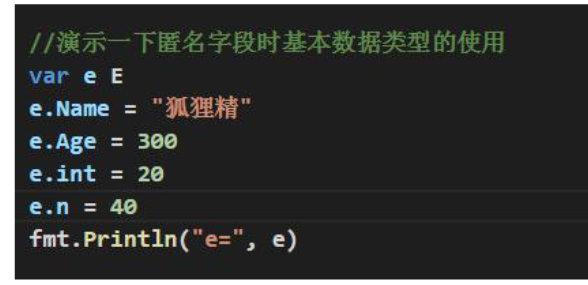 //演示一下匿名字段时基本数据类型的使用
var e E
e.Name = "狐狸精"
e.Age = 300
e.int = 20
e.n = 40
fmt.Println("e=", e)